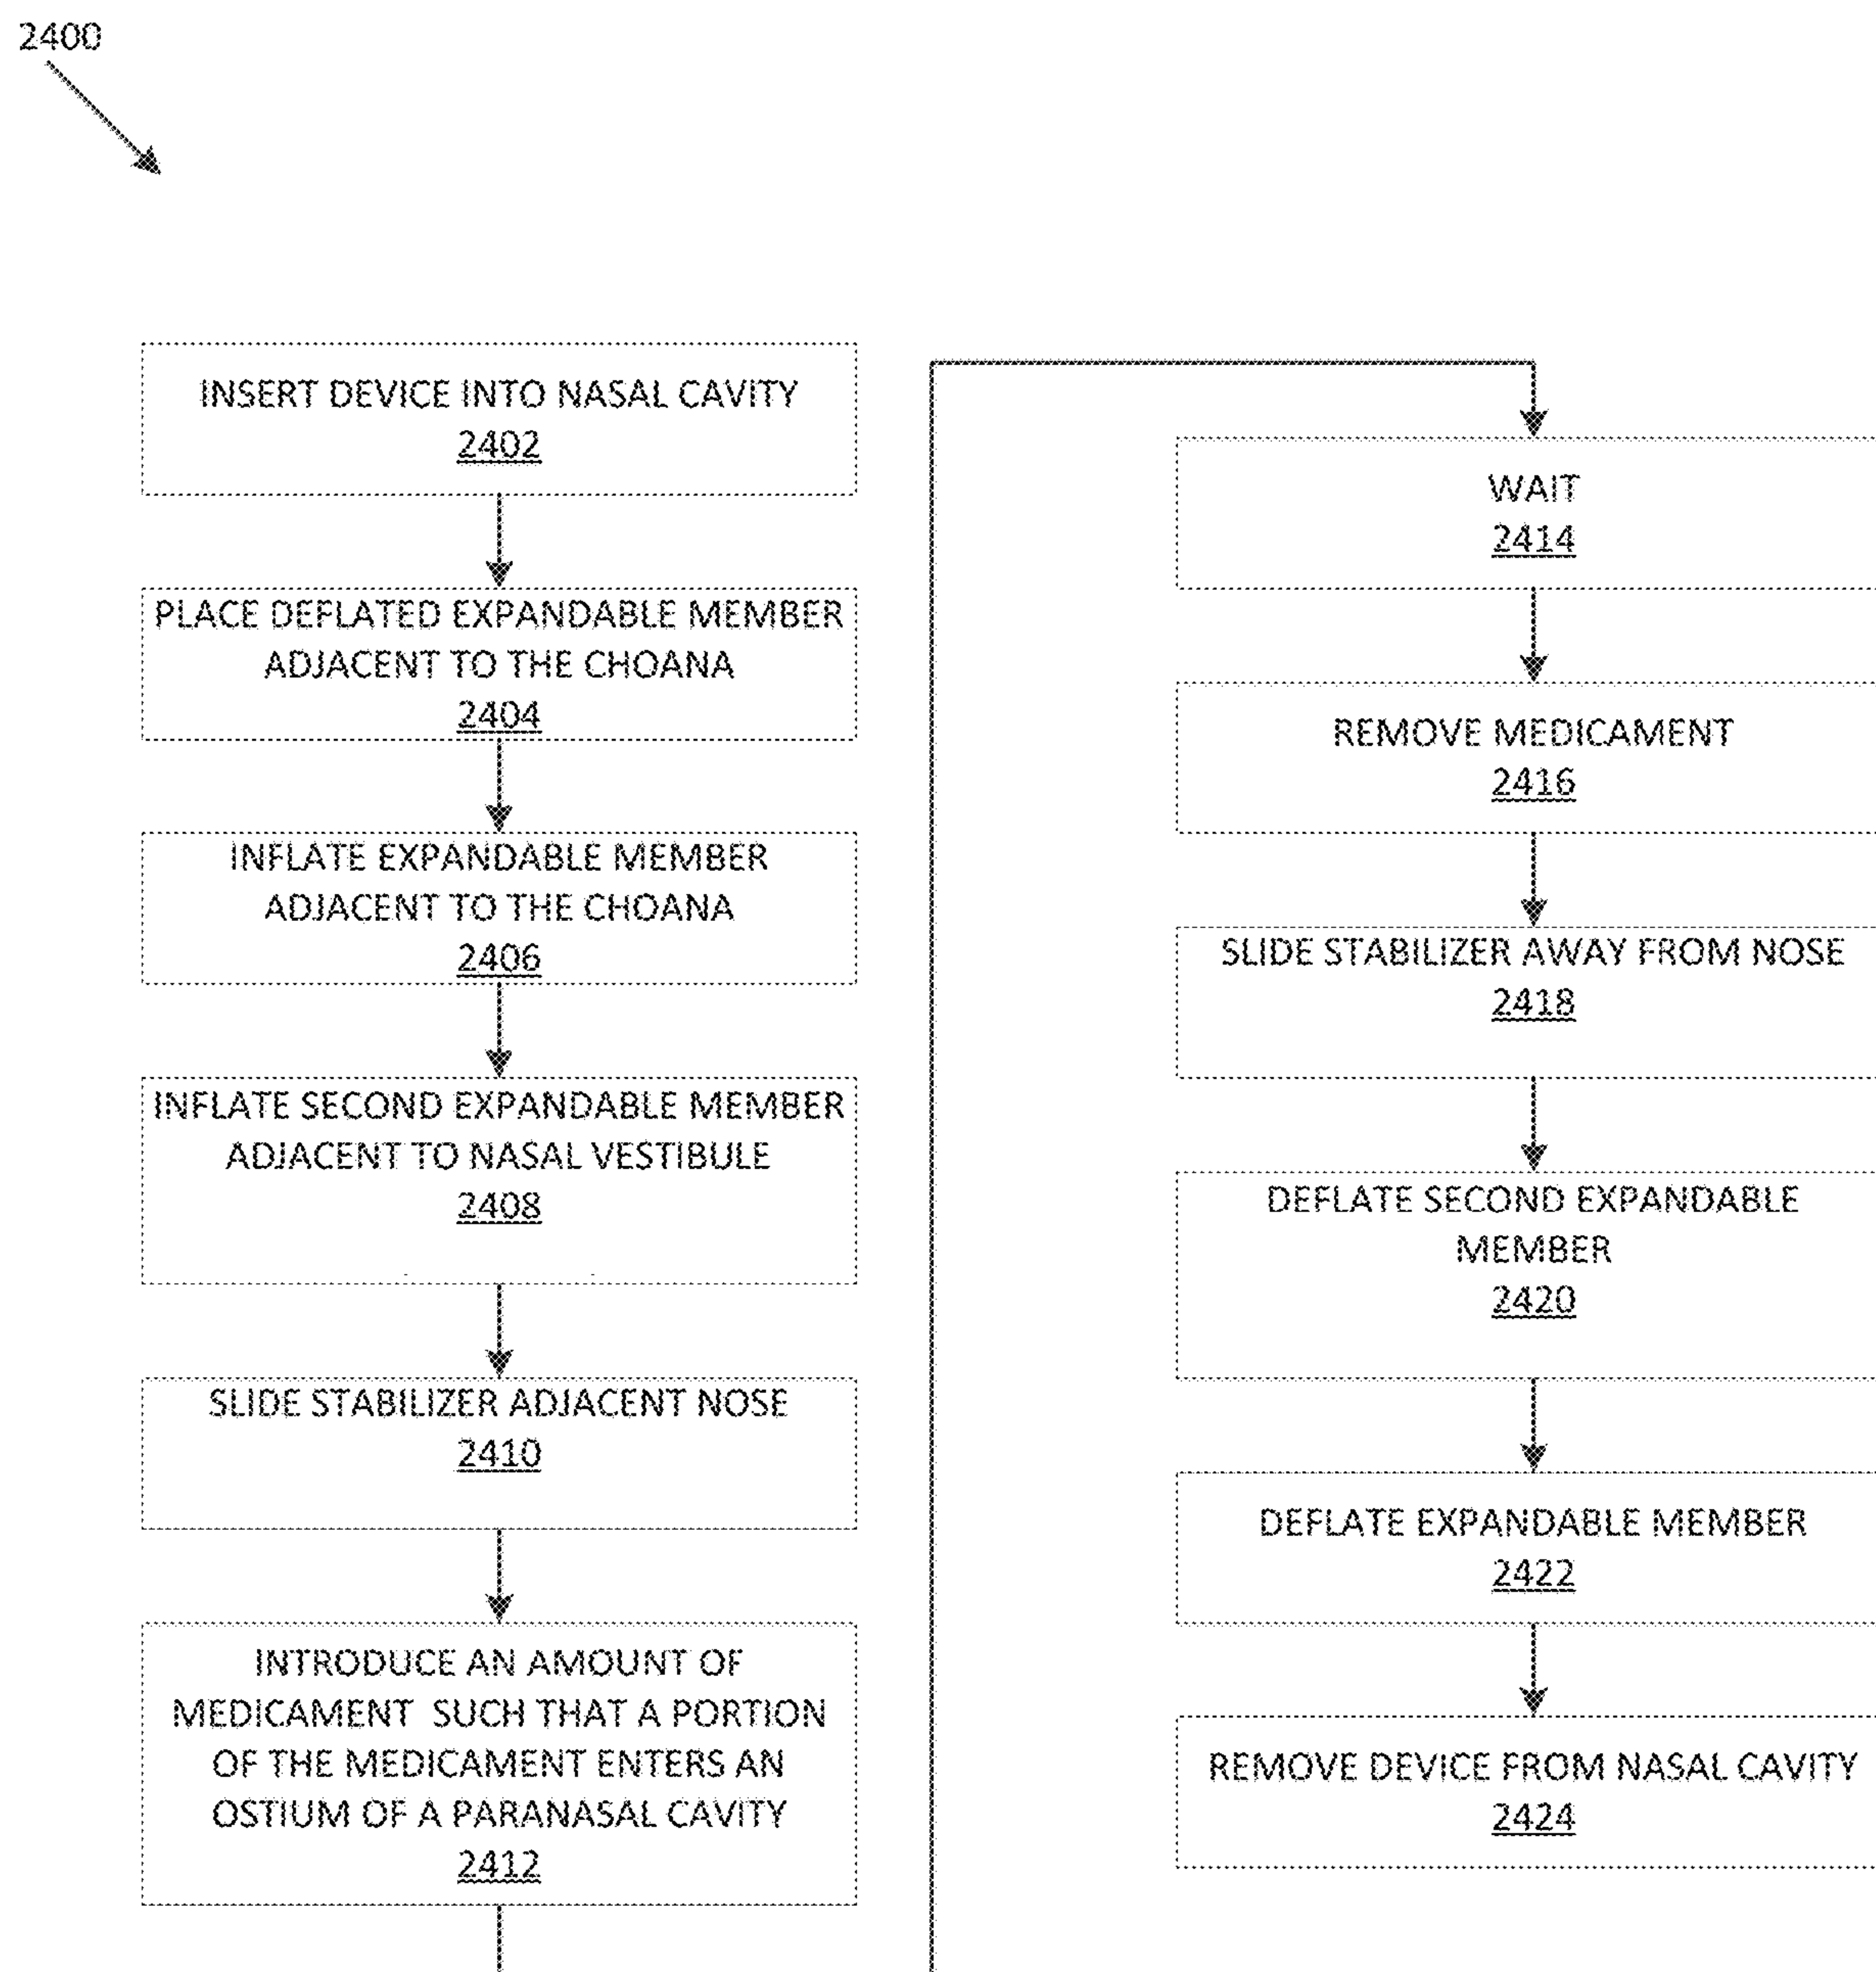 2400
INSERT DEVICE INTO NASAL CAVITY
2402
PLACE DEFLATED EXPANDABLE MEMBER
ADJACENT TO THE CHOANA
2404
INFLATE EXPANDABLE MEMBER
ADJACENT TO THE CHOANA
2406
INFLATE SECOND EXPANDABLE MEMBER
ADJACENT TO NASAL VESTIBULE
2408
SLIDE STABILIZER ADJACENT NOSE
2410
INTRODUCE AN AMOUNT OF
MEDICAMENT SUCH THAT A PORTION
OF THE MEDICAMENT ENTERS AN
OSTIUM OF A PARANASAL CAVITY
2412
WAIT
2414
REMOVE MEDICAMENT
2416
SLIDE STABILIZER AWAY FROM NOSE
2418
DEFLATE SECOND EXPANDABLE
MEMBER
2420
DEFLATE EXPANDABLE MEMBER
2422
REMOVE DEVICE FROM NASAL CAVITY
2424